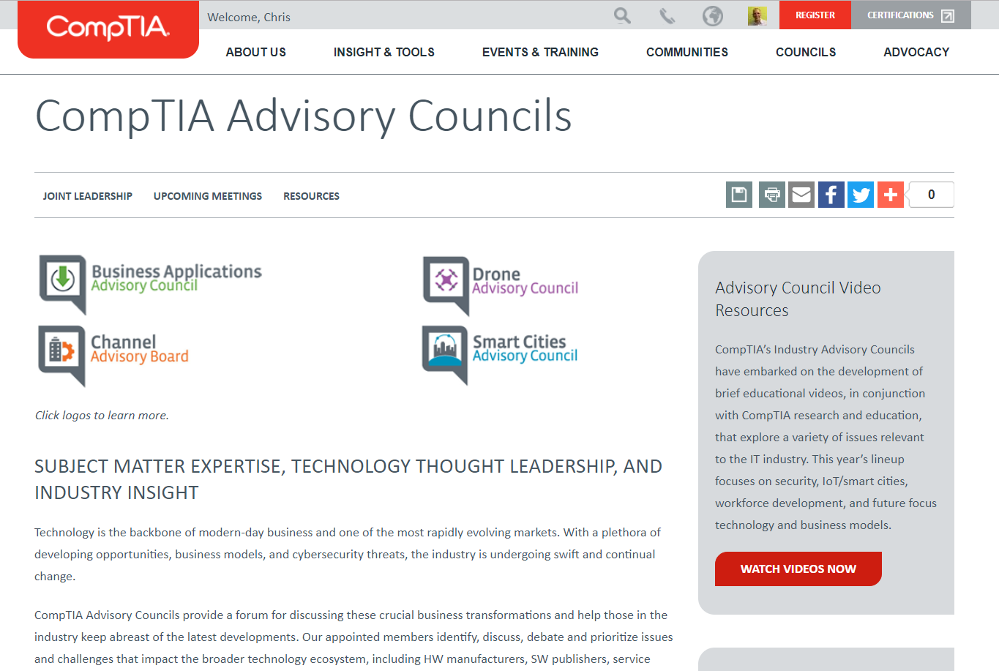 CompTIA.
Welcome, Chris
REGISTER
CERTIFICATIONS
ABOUT US
INSIGHT & TOOLS
EVENTS & TRAINING
COMMUNITIES
COUNCILS
ADVOCACY
CompTIA Advisory Councils
JOINT LEADERSHIP
UPCOMING MEETINGS
RESOURCES
0
Business Applications
Advisory Council
Drone
Advisory Council
Channel
Advisory Board
Smart Cities
Advisory Council
Click logos to learn more.
SUBJECT MATTER EXPERTISE, TECHNOLOGY THOUGHT LEADERSHIP, AND
INDUSTRY INSIGHT
Technology is the backbone of modern-day business and one of the most rapidly evolving markets. With a plethora of
developing opportunities, business models, and cybersecurity threats, the industry is undergoing swift and continual
change.
CompTIA Advisory Councils provide a forum for discussing these crucial business transformations and help those in the
industry keep abreast of the latest developments. Our appointed members identify, discuss, debate and prioritize issues
and challenges that impact the broader technology ecosystem, including HW manufacturers, SW publishers, service
Advisory Council Video
Resources
CompTIA’s Industry Advisory Councils
have embarked on the development of
brief educational videos, in conjunction
with CompTIA research and education,
that explore a variety of issues relevant
to the IT industry. This year’s lineup
focuses on security, IoT/smart cities,
workforce development, and future focus
technology and business models.
WATCH VIDEOS NOW